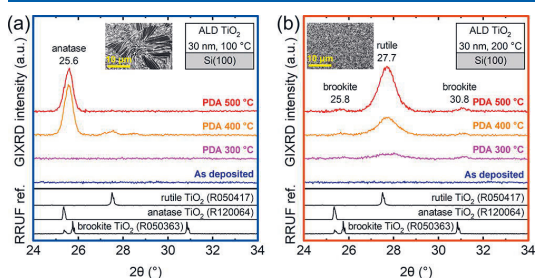 (a)
anatase
25.6
10 µm
ALD TiO2
30 nm, 100 °C
Si(100)
PDA 500 °C
PDA 400 °C
PDA 300 °C
As deposited
rutile TiO2 (R050417)
anatase TiO2 (R120064)
brookite TiO2 (R050363)
GIXRD intensity (a.u.)
RRUF ref.
24 26 28 30 32 34
2θ (°)
(b)
10 µm
rutile
27.7
ALD TiO2
30 nm, 200 °C
Si(100)
brookite
25.8
brookite
30.8
PDA 500 °C
PDA 400 °C
PDA 300 °C
As deposited
rutile TiO2 (R050417)
anatase TiO2 (R120064)
brookite TiO2 (R050363)
GIXRD intensity (a.u.)
RRUF ref.
24 26 28 30 32 34
2θ (°)